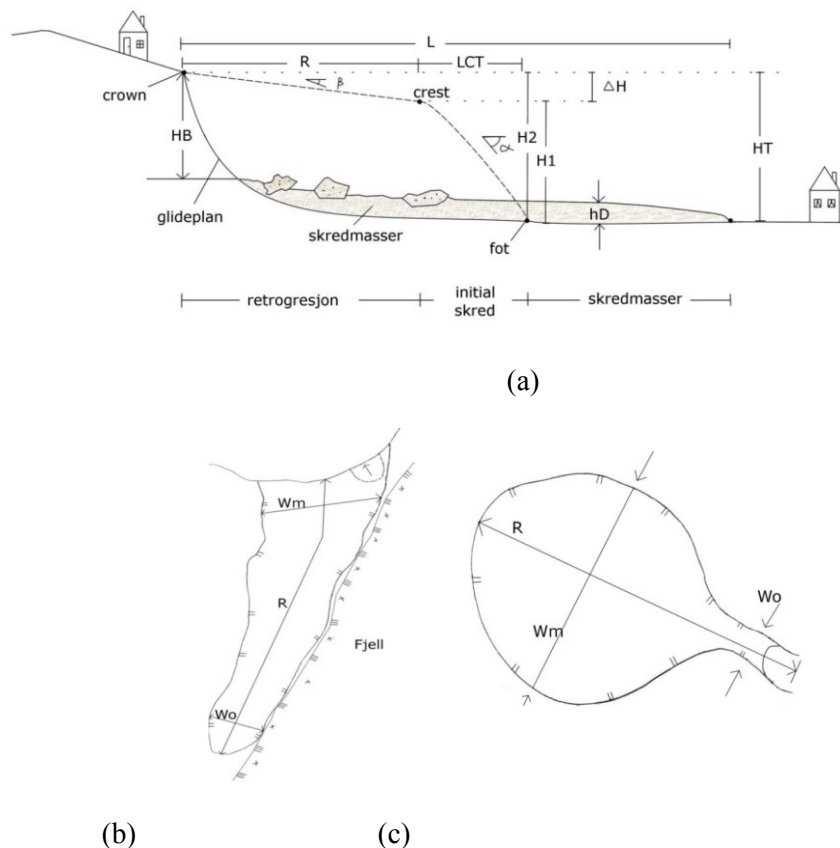 L
R
LCT
crown
β
crest
ΔH
HB
α
H2
H1
HT
glideplan
hD
skredmasser
fot
retrogresjon
initial
skred
skredmasser
(a)
Wm
R
Fjell
Wo
R
Wo
Wm
(b)
(c)